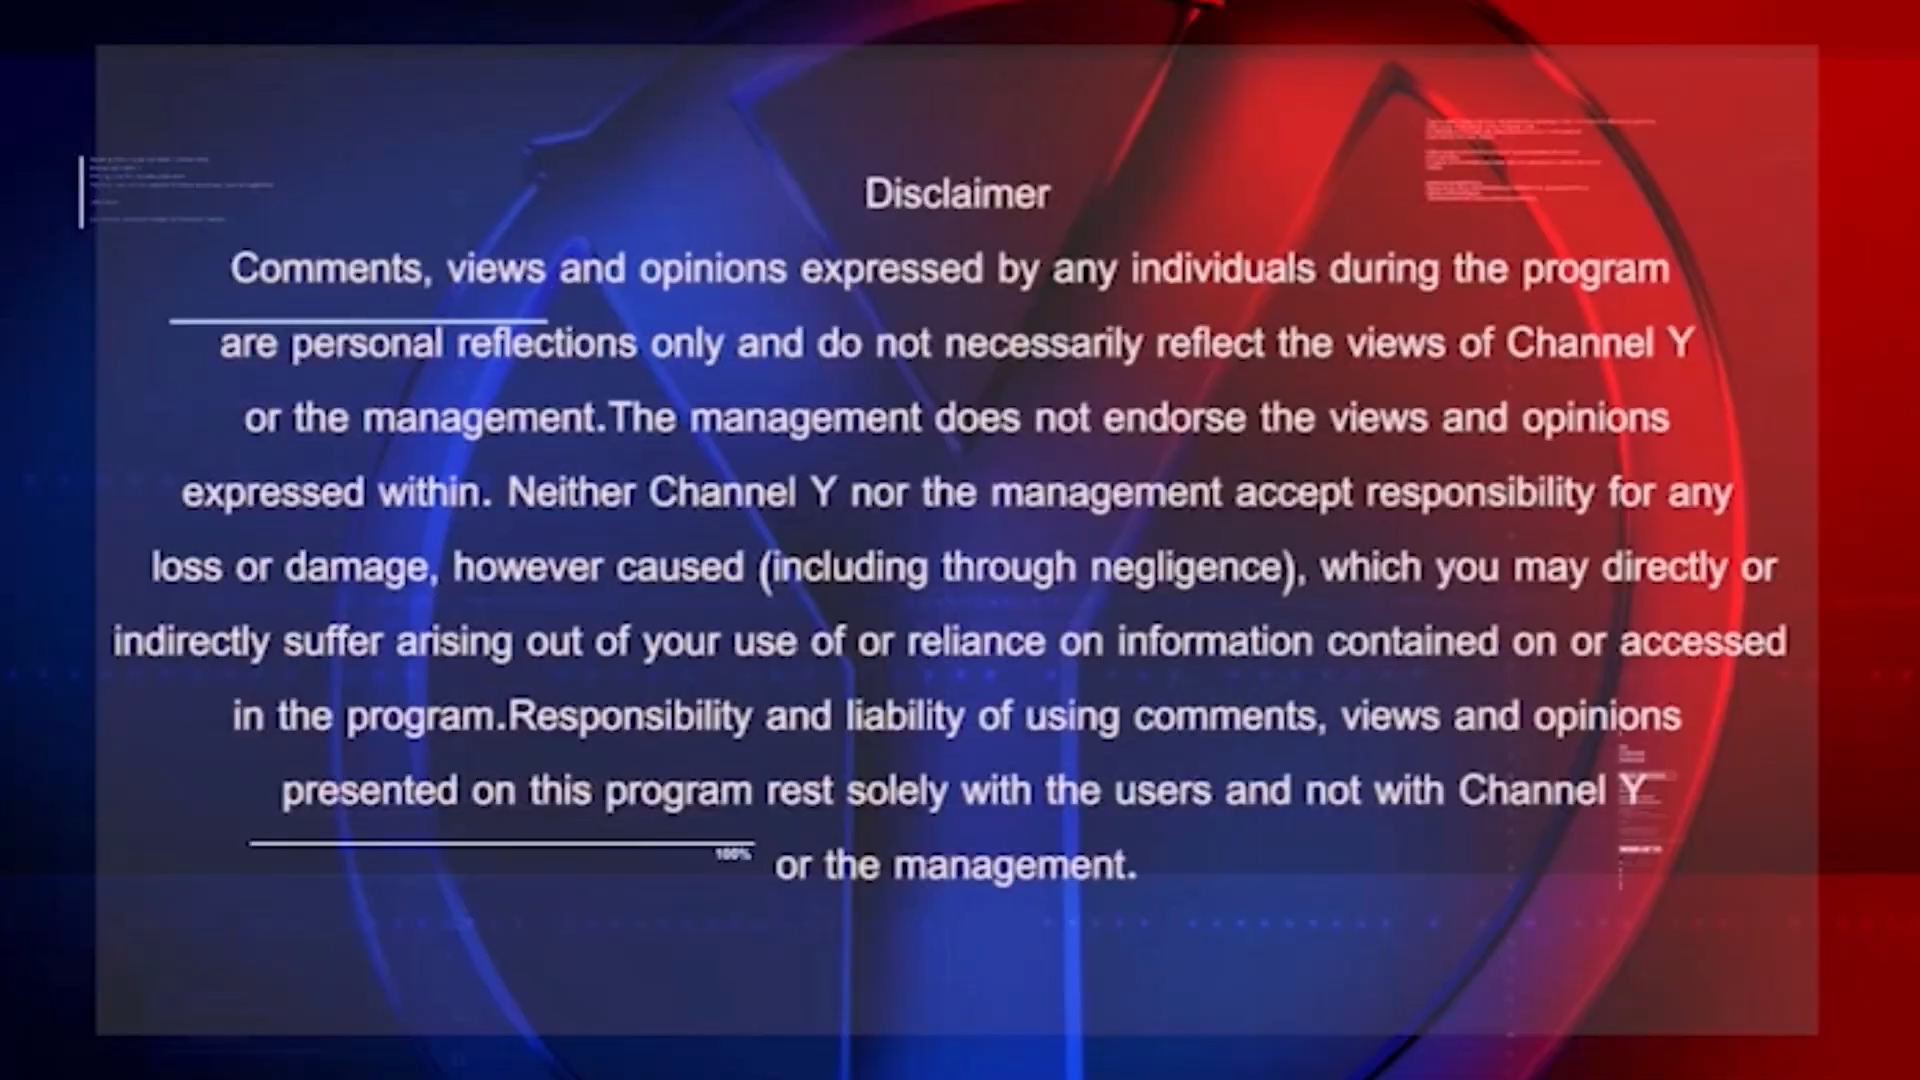 Disclaimer
Comments, views and opinions expressed by any individuals during the program
are personal reflections only and do not necessarily reflect the views of Channel Y
or the management.The management does not endorse the views and opinions
expressed within. Neither Channel Y nor the management accept responsibility for any
loss or damage, however caused (including through negligence), which you may directly or
indirectly suffer arising out of your use of or reliance on information contained on or accessed
in the program.Responsibility and liability of using comments, views and opinions
presented on this program rest solely with the users and not with Channel Y
100%
or the management.